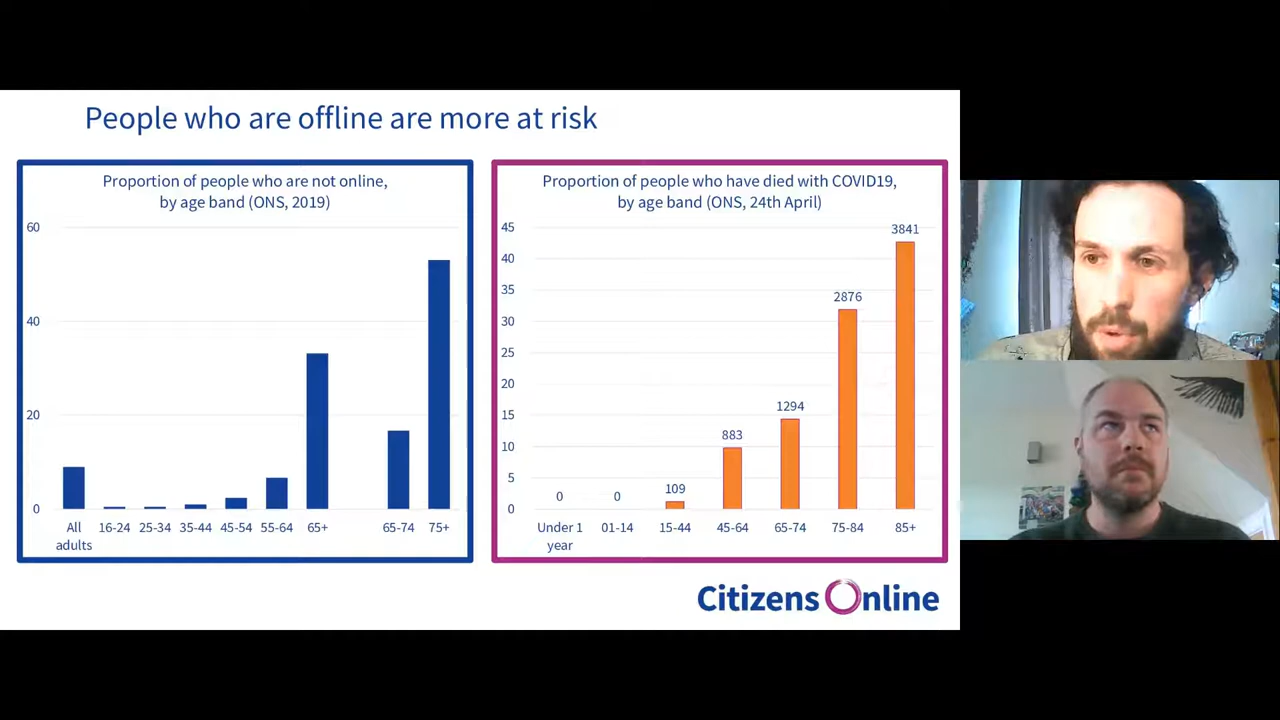 People who are offline are more at risk
Proportion of people who are not online,
by age band (ONS, 2019)
60
40
20
0
All
adults
16-24 25-34 35-44 45-54 55-64 65+ 65-74 75+
Proportion of people who have died with COVID19,
by age band (ONS, 24th April)
45
40
35
30
25
20
15
10
5
0
0 0 109 883 1294 2876 3841
Under 1
year
01-14 15-44 45-64 65-74 75-84 85+
Citizens Online